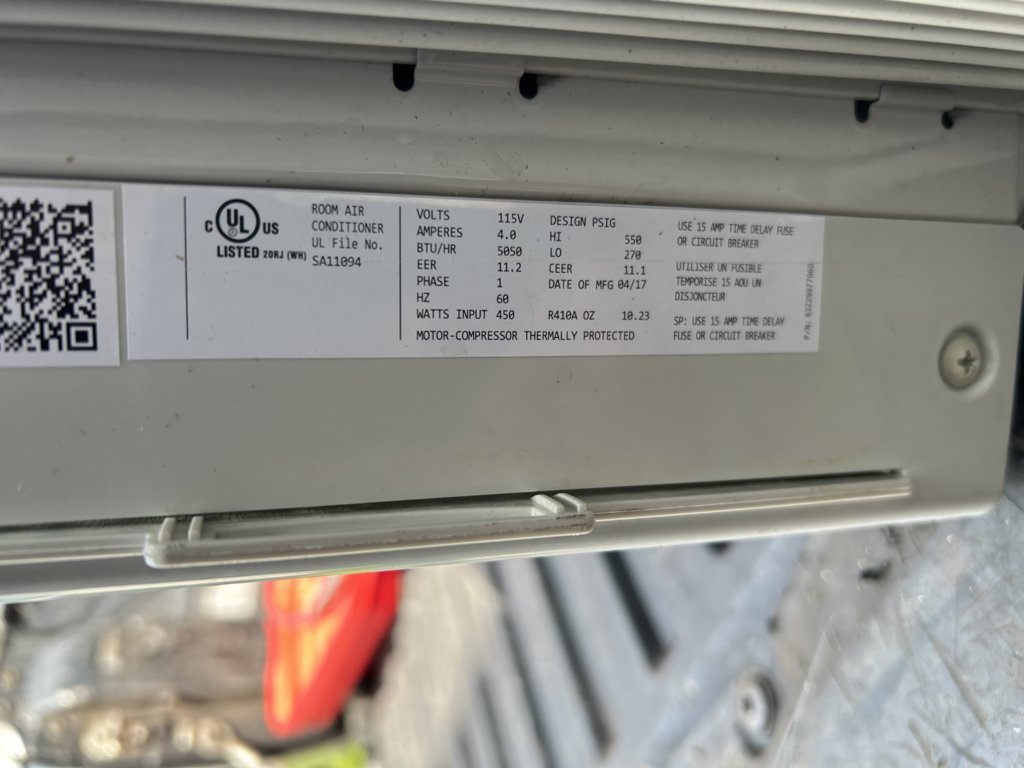 C UL US
LISTED 20RJ (WH)
ROOM AIR
CONDITIONER
UL File No.
SA11094
VOLTS 115V
AMPERES 4.0
BTU/HR 5050
EER 11.2
PHASE 1
HZ 60
WATTS INPUT 450
DESIGN PSIG
HI 550
LO 270
CEER 11.1
DATE OF MFG 04/17
R410A OZ 10.23
MOTOR-COMPRESSOR THERMALLY PROTECTED
USE 15 AMP TIME DELAY FUSE
OR CIRCUIT BREAKER
UTILISER UN FUSIBLE
TEMPORISE 15 AOU UN
DISJONCTEUR
SP: USE 15 AMP TIME DELAY
FUSE OR CIRCUIT BREAKER
P/N: